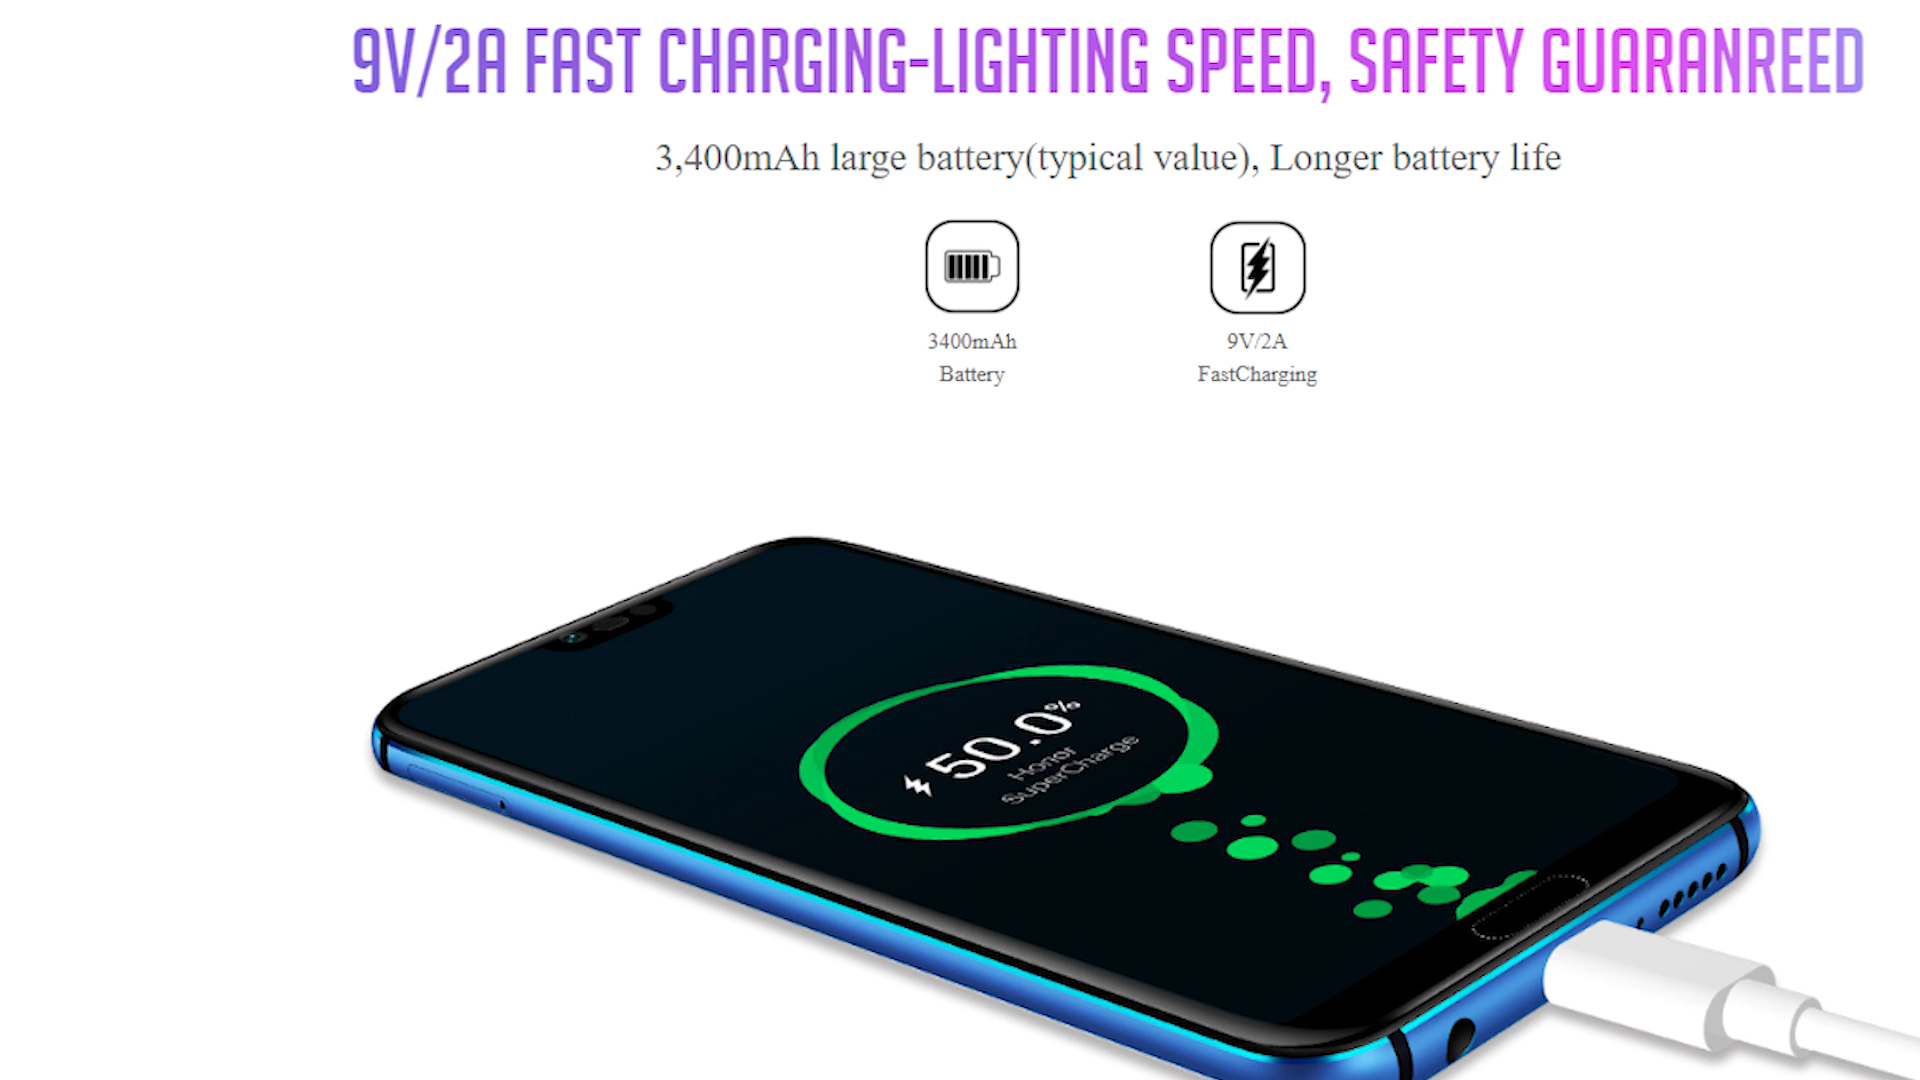 9V/2A FAST CHARGING-LIGHTING SPEED, SAFETY GUARANREED
3,400mAh large battery(typical value), Longer battery life
3400mAh
Battery
9V/2A
FastCharging
50.0%
Honor
SuperCharge